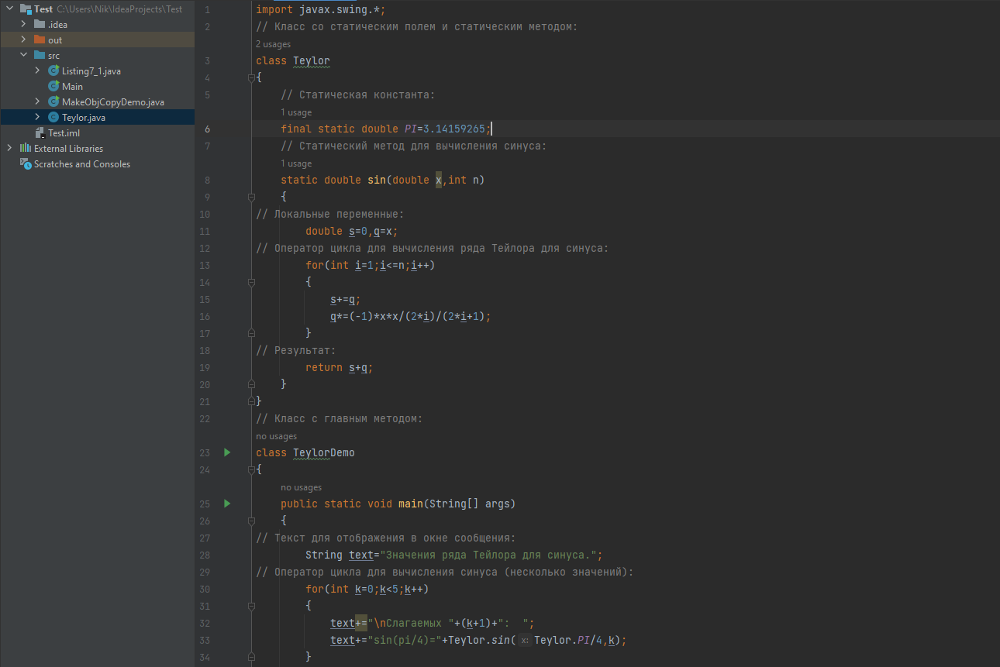 Test C:\Users\Nik\IdeaProjects\Test
.idea
out
src
Listing7_1.java
Main
MakeObjCopyDemo.java
Teylor.java
Test.iml
External Libraries
Scratches and Consoles
1 import javax.swing.*;
2 // Класс со статическим полем и статическим методом:
2 usages
3 class Teylor
4 {
5 // Статическая константа:
1 usage
6 final static double PI=3.14159265;
7 // Статический метод для вычисления синуса:
1 usage
8 static double sin(double x,int n)
9 {
10 // Локальные переменные:
11 double s=0,q=x;
12 // Оператор цикла для вычисления ряда Тейлора для синуса:
13 for(int i=1;i<=n;i++)
14 {
15 s+=q;
16 q*=(-1)*x*x/(2*i)/(2*i+1);
17 }
18 // Результат:
19 return s+q;
20 }
21 }
22 // Класс с главным методом:
no usages
23 class TeylorDemo
24 {
no usages
25 public static void main(String[] args)
26 {
27 // Текст для отображения в окне сообщения:
28 String text="Значения ряда Тейлора для синуса.";
29 // Оператор цикла для вычисления синуса (несколько значений):
30 for(int k=0;k<5;k++)
31 {
32 text+="\nСлагаемых "+(k+1)+":  ";
33 text+="sin(pi/4)="+Teylor.sin( x: Teylor.PI/4,k);
34 }